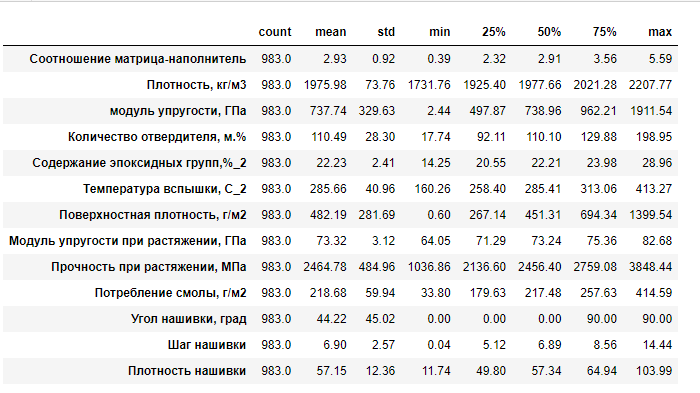 count mean std min 25% 50% 75% max
Соотношение матрица-наполнитель 983.0 2.93 0.92 0.39 2.32 2.91 3.56 5.59
Плотность, кг/м3 983.0 1975.98 73.76 1731.76 1925.40 1977.66 2021.28 2207.77
модуль упругости, ГПа 983.0 737.74 329.63 2.44 497.87 738.96 962.21 1911.54
Количество отвердителя, м.% 983.0 110.49 28.30 17.74 92.11 110.10 129.88 198.95
Содержание эпоксидных групп,%_2 983.0 22.23 2.41 14.25 20.55 22.21 23.98 28.96
Температура вспышки, С_2 983.0 285.66 40.96 160.26 258.40 285.41 313.06 413.27
Поверхностная плотность, г/м2 983.0 482.19 281.69 0.60 267.14 451.31 694.34 1399.54
Модуль упругости при растяжении, ГПа 983.0 73.32 3.12 64.05 71.29 73.24 75.36 82.68
Прочность при растяжении, МПа 983.0 2464.78 484.96 1036.86 2136.60 2456.40 2759.08 3848.44
Потребление смолы, г/м2 983.0 218.68 59.94 33.80 179.63 217.48 257.63 414.59
Угол нашивки, град 983.0 44.22 45.02 0.00 0.00 0.00 90.00 90.00
Шаг нашивки 983.0 6.90 2.57 0.04 5.12 6.89 8.56 14.44
Плотность нашивки 983.0 57.15 12.36 11.74 49.80 57.34 64.94 103.99